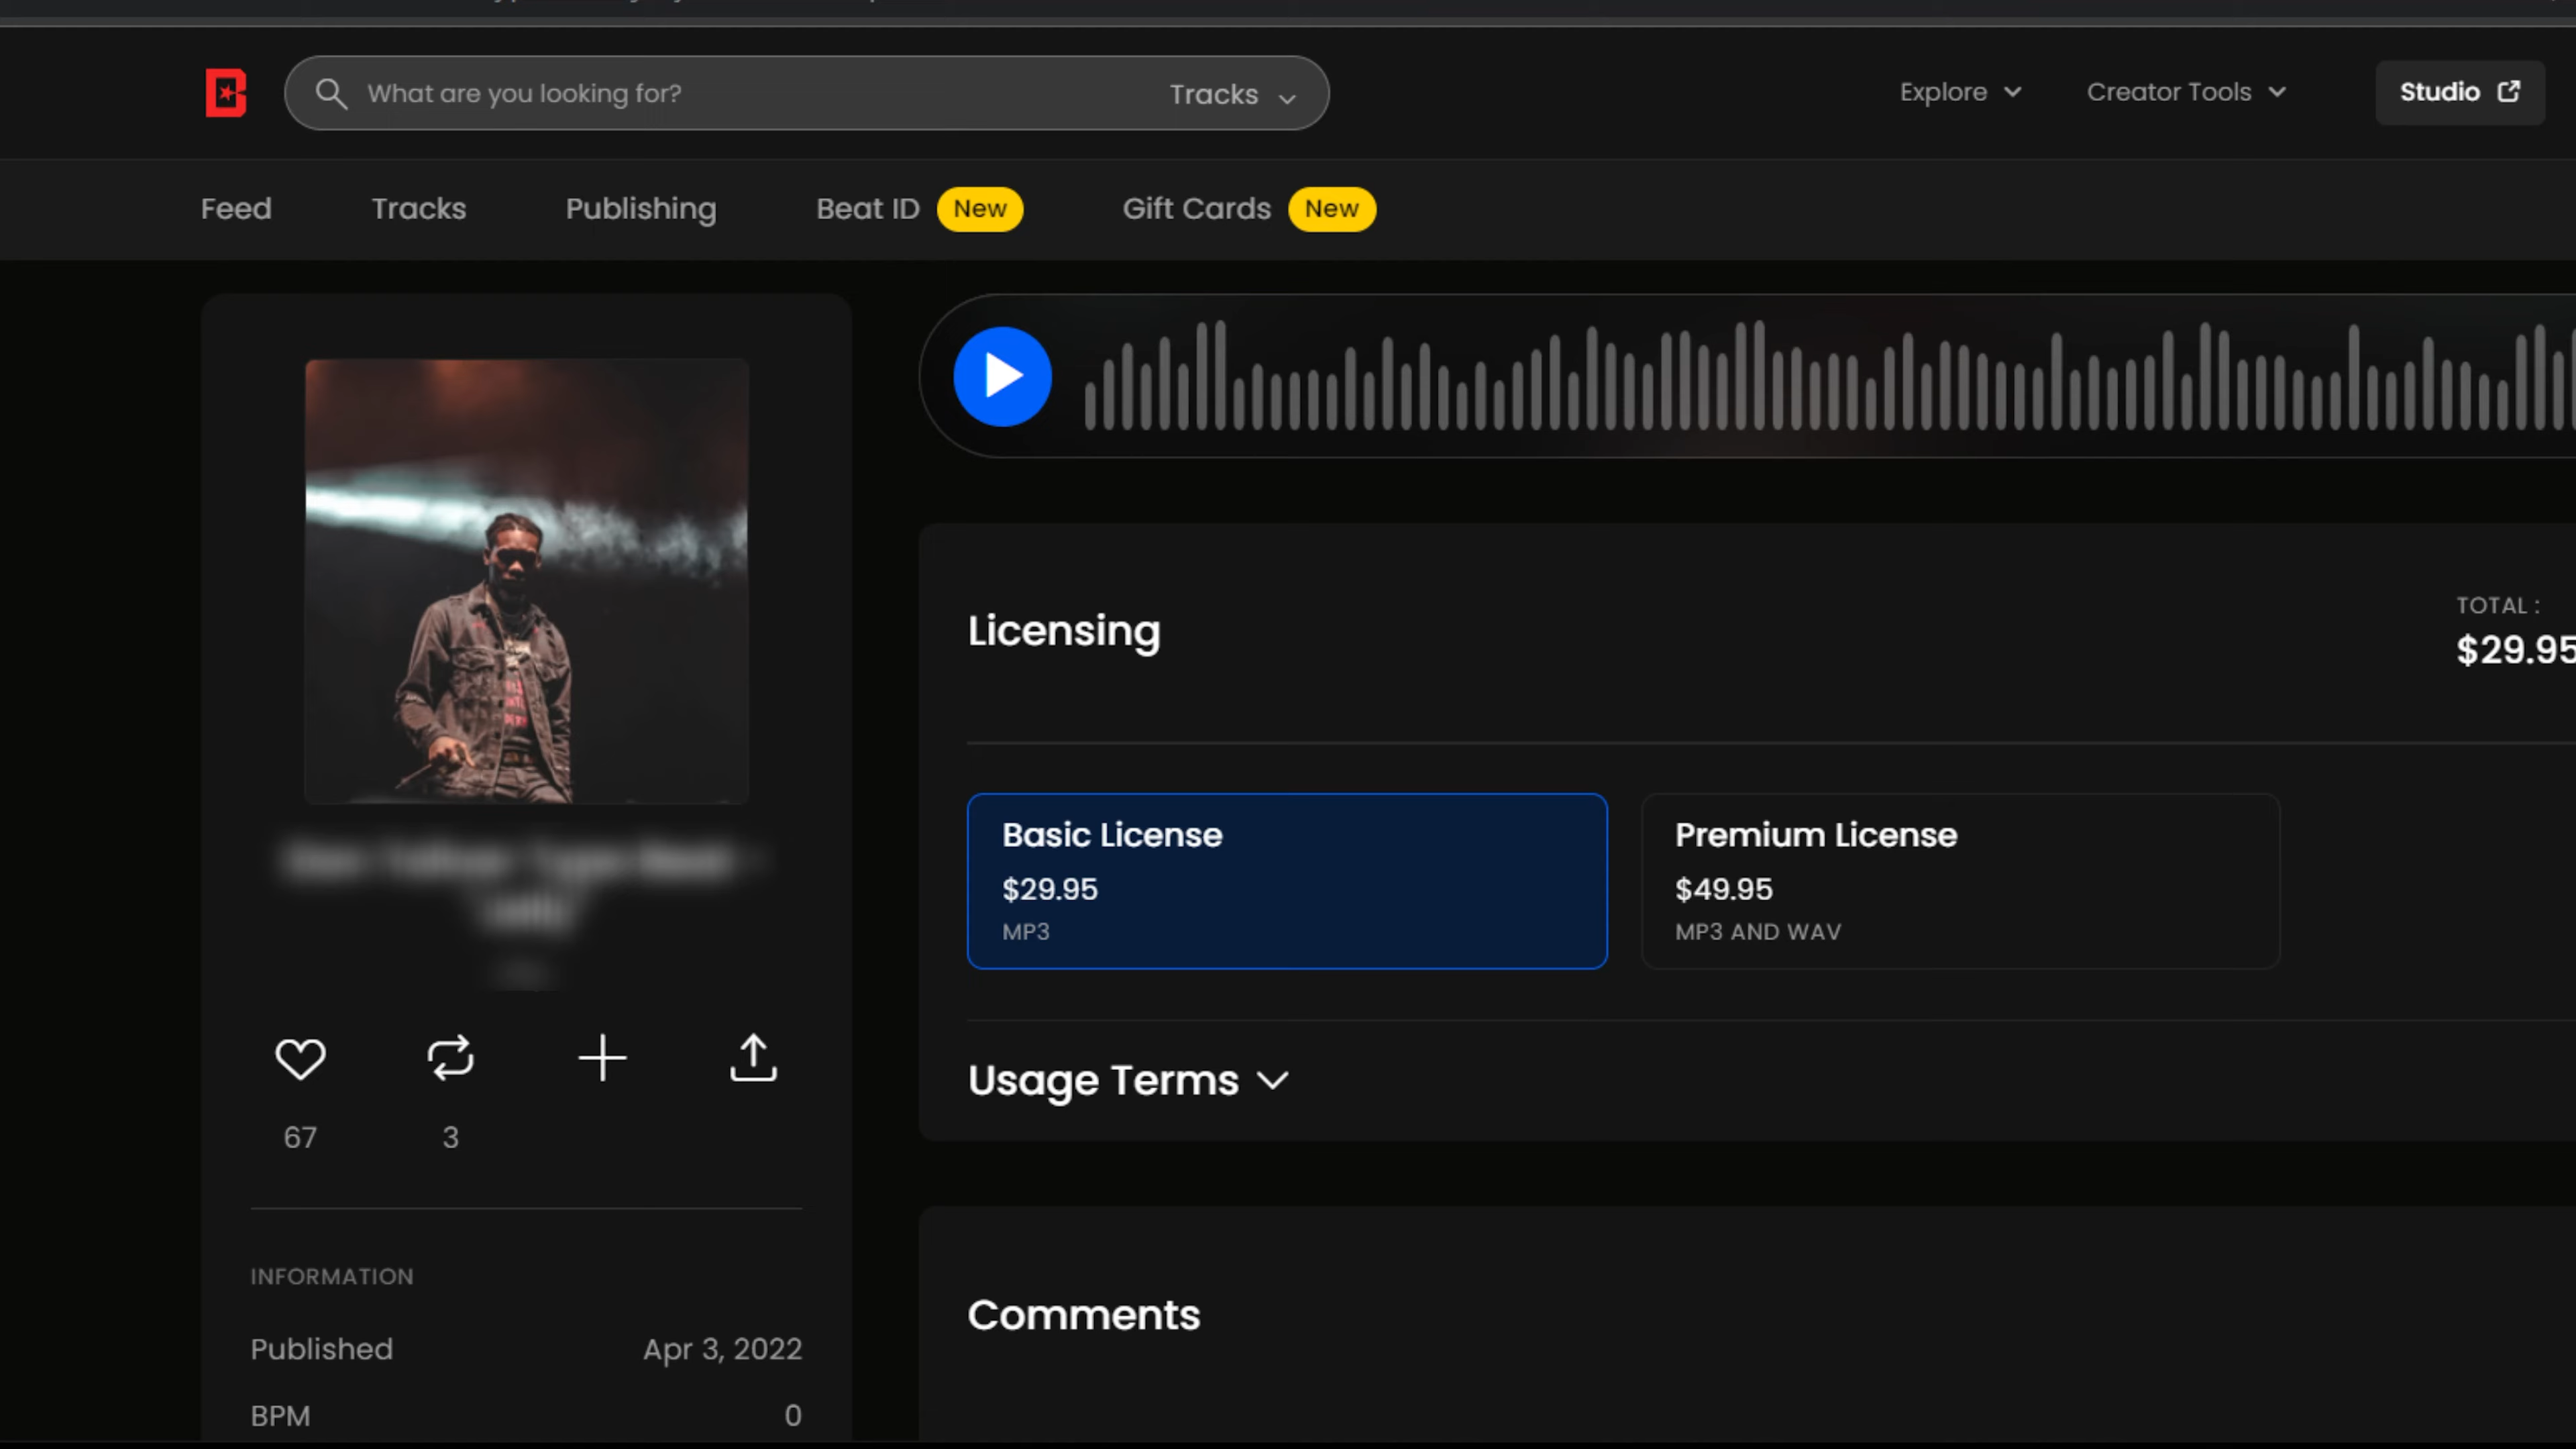 What are you looking for?
Tracks
Explore
Creator Tools
Studio
Feed
Tracks
Publishing
Beat ID
New
Gift Cards
New
Licensing
TOTAL :
$29.95
Basic License
$29.95
MP3
Premium License
$49.95
MP3 AND WAV
Usage Terms
67
3
INFORMATION
Published
Apr 3, 2022
BPM
0
Comments